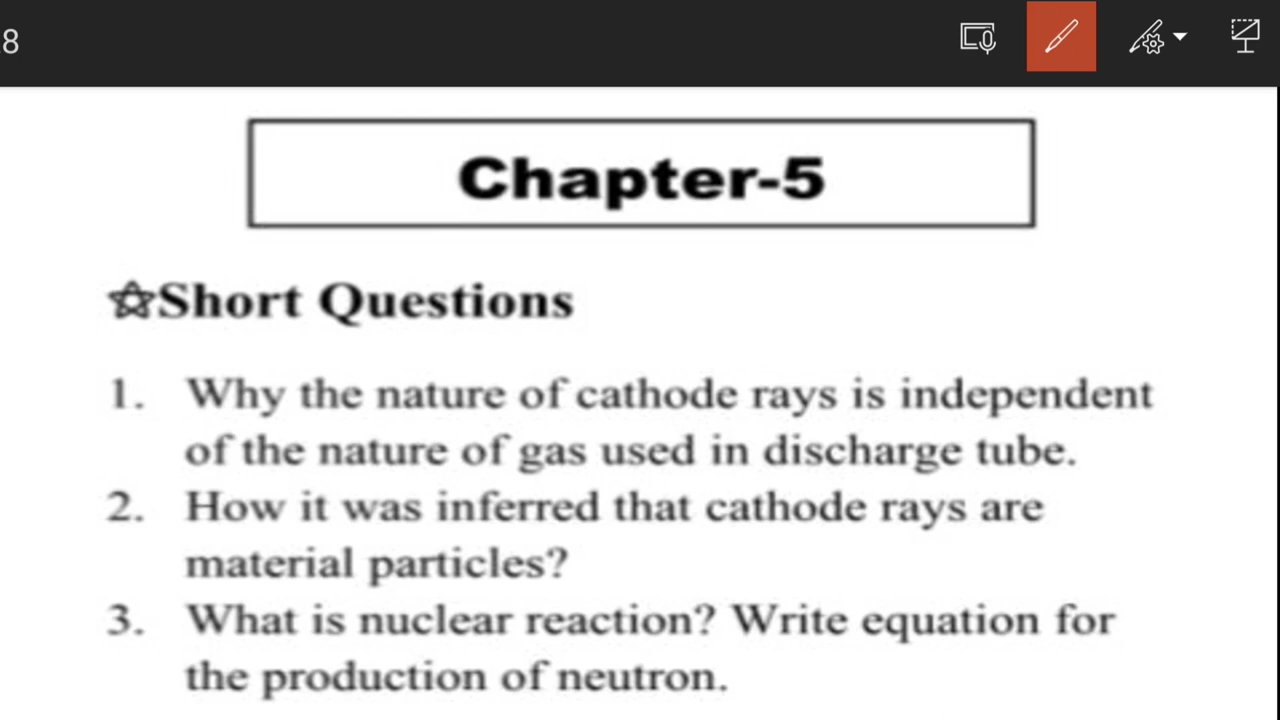 8
Chapter-5
☆Short Questions
1. Why the nature of cathode rays is independent
of the nature of gas used in discharge tube.
2. How it was inferred that cathode rays are
material particles?
3. What is nuclear reaction? Write equation for
the production of neutron.